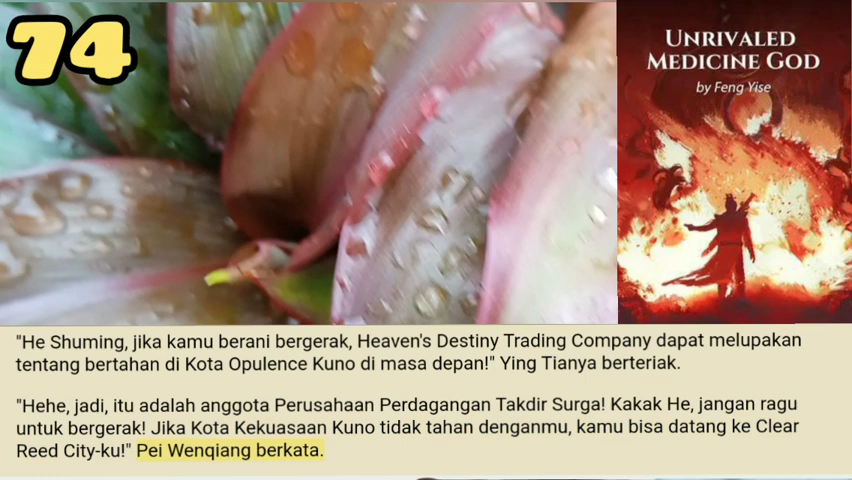 74
UNRIVALED
MEDICINE GOD
by Feng Yise
"He Shuming, jika kamu berani bergerak, Heaven's Destiny Trading Company dapat melupakan
tentang bertahan di Kota Opulence Kuno di masa depan!" Ying Tianya berteriak.
"Hehe, jadi, itu adalah anggota Perusahaan Perdagangan Takdir Surga! Kakak He, jangan ragu
untuk bergerak! Jika Kota Kekuasaan Kuno tidak tahan denganmu, kamu bisa datang ke Clear
Reed City-ku!" Pei Wenqiang berkata.